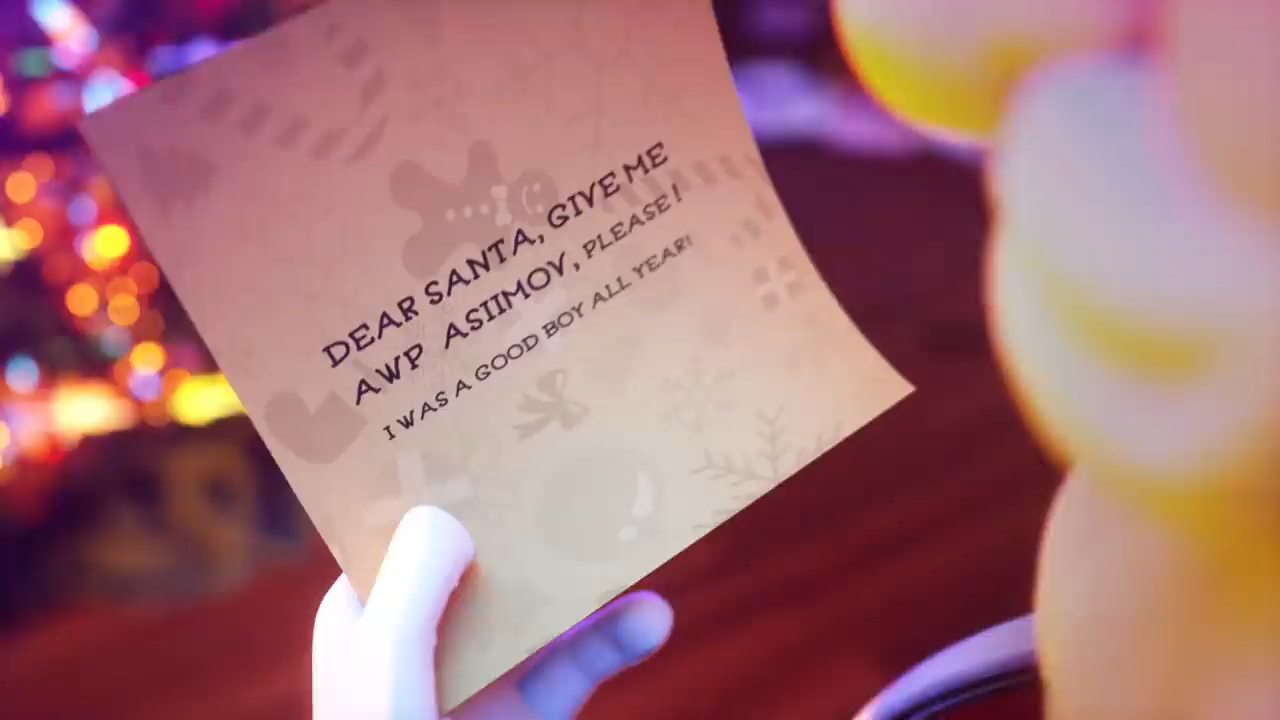 DEAR SANTA, GIVE ME
AWP ASIIMOV, PLEASE!
I WAS A GOOD BOY ALL YEAR!